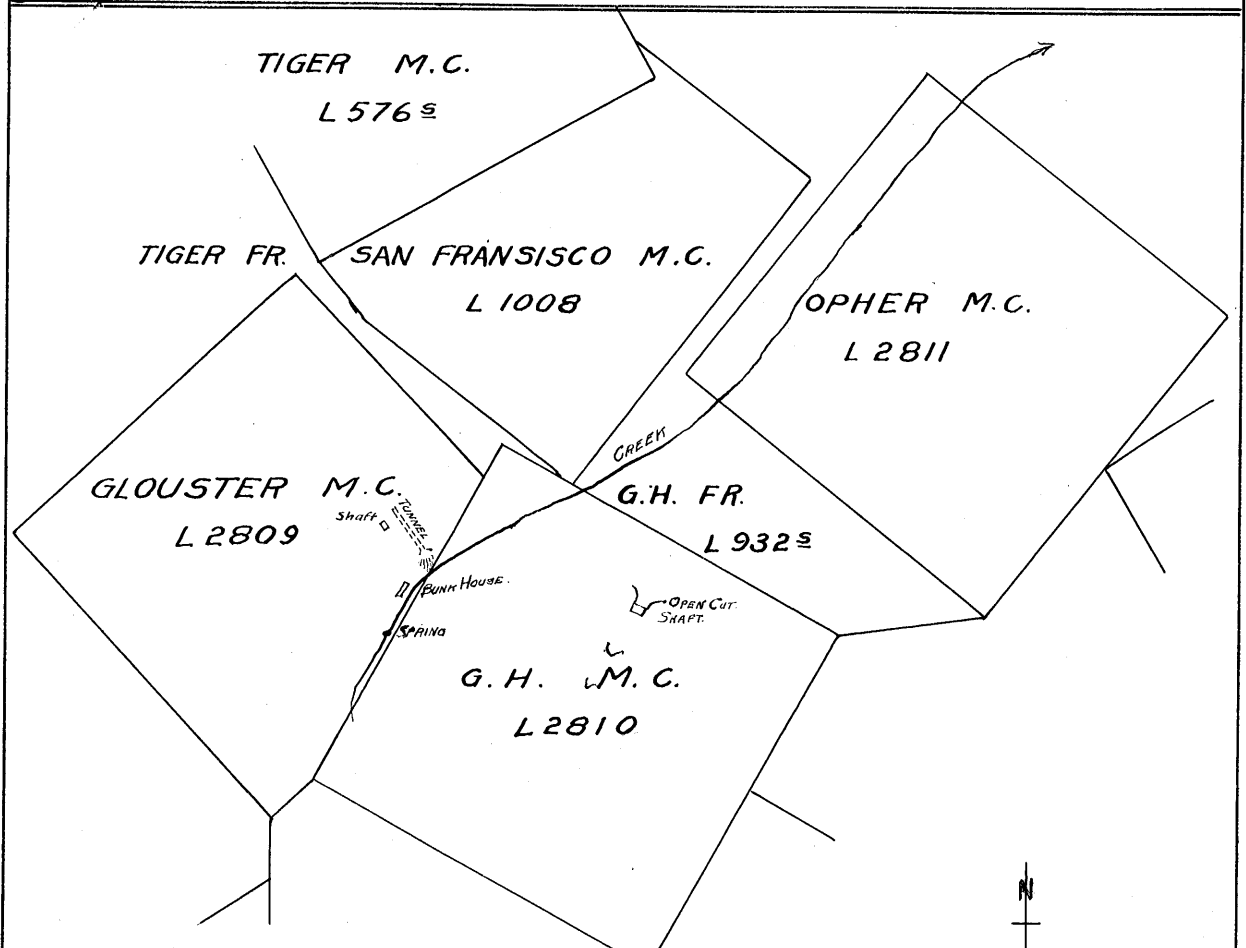 TIGER M.C.
L 576 s
TIGER FR.
SAN FRANSISCO M.C.
L 1008
OPHER M.C.
L 2811
CREEK
GLOUSTER M.C.
L 2809
Shaft
TUNNEL
G.H. FR.
L 932 s
BUNK HOUSE.
SPRING
OPEN CUT.
SHAFT.
G.H. M.C.
L 2810
N